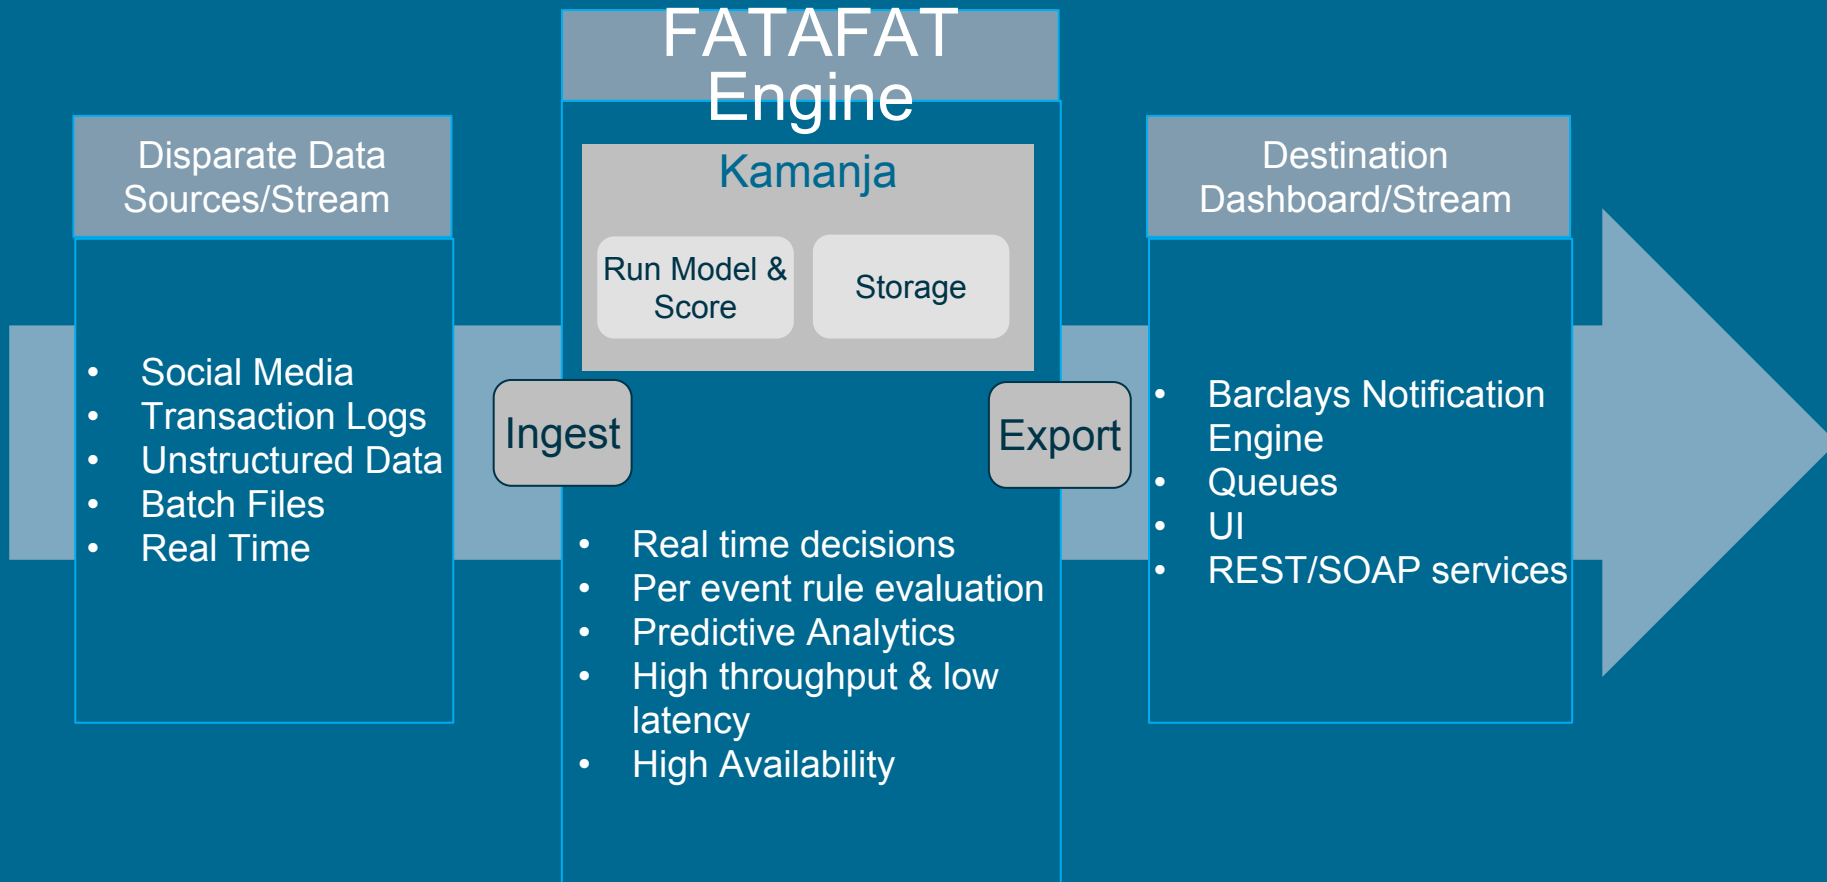 Disparate Data
Sources/Stream
• Social Media
• Transaction Logs
• Unstructured Data
• Batch Files
• Real Time
FATAFAT
Engine
Kamanja
Run Model &
Score
Storage
Ingest
Export
• Real time decisions
• Per event rule evaluation
• Predictive Analytics
• High throughput & low
latency
• High Availability
Destination
Dashboard/Stream
• Barclays Notification
Engine
• Queues
• UI
• REST/SOAP services